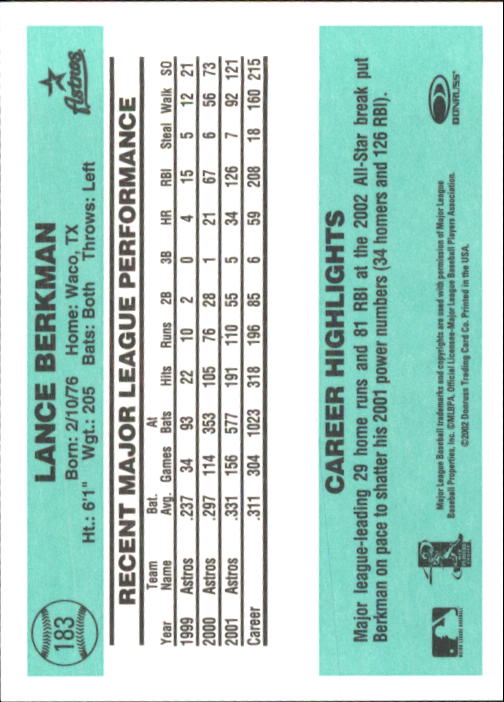 183
LANCE BERKMAN
Born: 2/10/76 Home: Waco, TX
Ht.: 6'1" Wgt.: 205 Bats: Both Throws: Left
Astros
RECENT MAJOR LEAGUE PERFORMANCE
Team Bat. At
Year Name Avg. Games Bats Hits Runs 2B 3B HR RBI Steal Walk SO
1999 Astros .237 34 93 22 10 2 0 4 15 5 12 21
2000 Astros .297 114 353 105 76 28 1 21 67 6 56 73
2001 Astros .331 156 577 191 110 55 5 34 126 7 92 121
Career .311 304 1023 318 196 85 6 59 208 18 160 215
CAREER HIGHLIGHTS
Major league-leading 29 home runs and 81 RBI at the 2002 All-Star break put
Berkman on pace to shatter his 2001 power numbers (34 homers and 126 RBI).
Major League Baseball trademarks and copyrights are used with permission of Major League
Baseball Properties, Inc. ©MLBPA, Official Licensee-Major League Baseball Players Association.
©2002 Donruss Trading Card Co. Printed in the USA.
DONRUSS